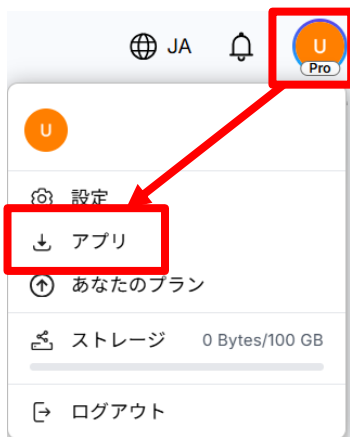 JA
U
Pro
U
設定
アプリ
あなたのプラン
ストレージ 0 Bytes/100 GB
ログアウト